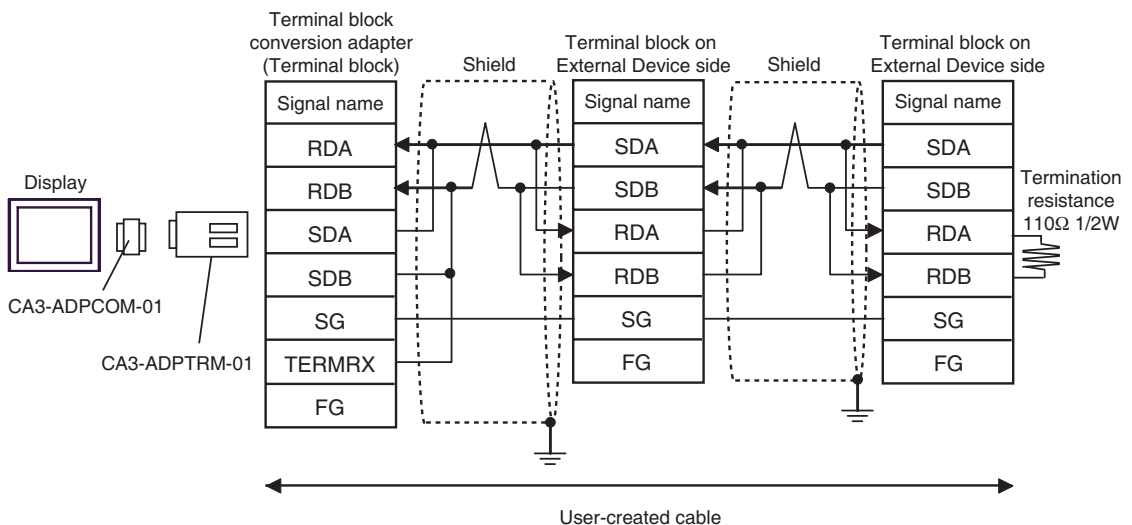 Terminal block
conversion adapter
(Terminal block)
Shield
Terminal block on
External Device side
Shield
Terminal block on
External Device side
Display
CA3-ADPCOM-01
CA3-ADPTRM-01
Signal name
RDA
RDB
SDA
SDB
SG
TERMRX
FG
Signal name
SDA
SDB
RDA
RDB
SG
FG
Signal name
SDA
SDB
RDA
RDB
SG
FG
Termination
resistance
110Ω 1/2W
User-created cable